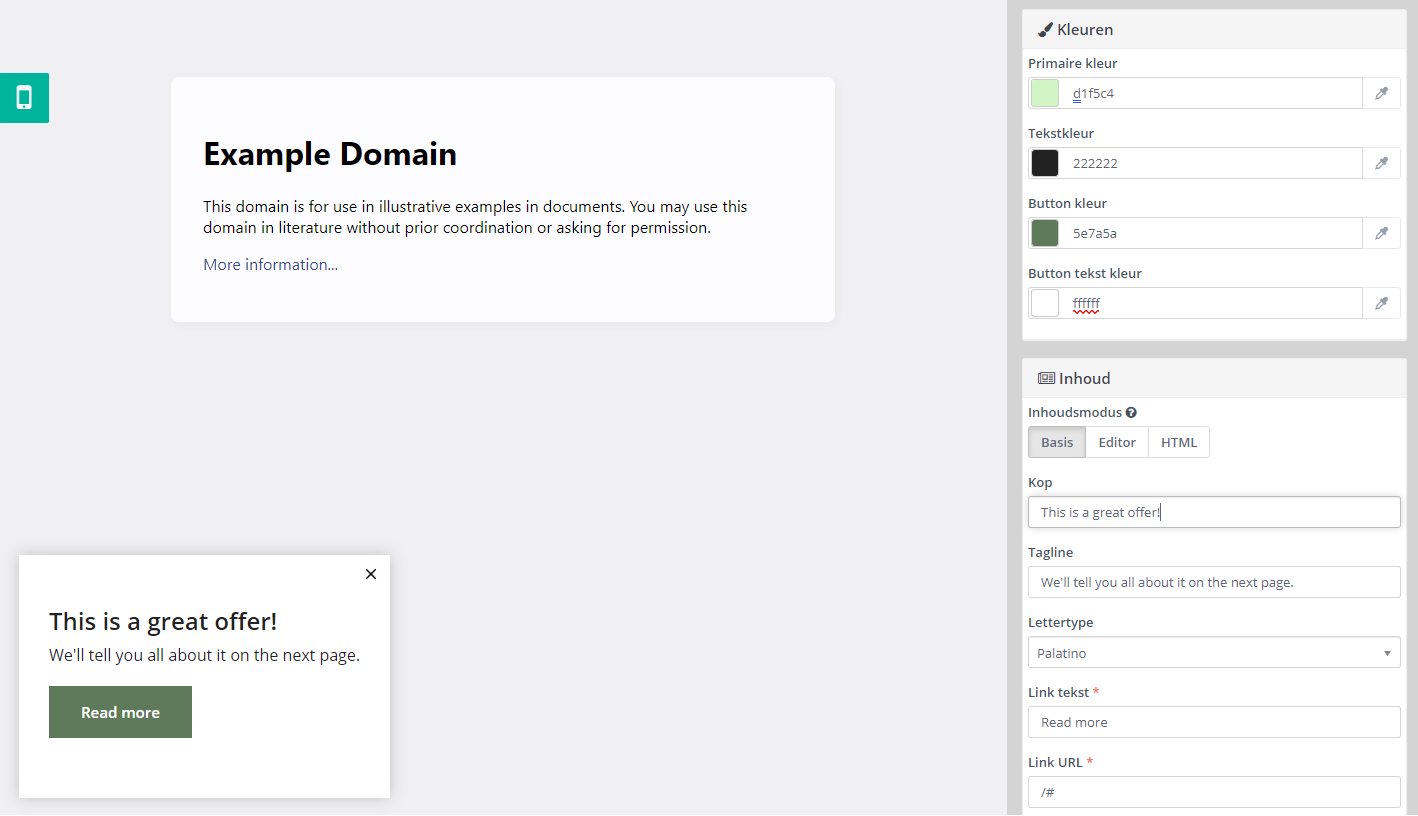 Example Domain
This domain is for use in illustrative examples in documents. You may use this
domain in literature without prior coordination or asking for permission.
More information...
This is a great offer!
We'll tell you all about it on the next page.
Read more
Kleuren
Primaire kleur
d1f5c4
Tekstkleur
222222
Button kleur
5e7a5a
Button tekst kleur
ffffff
Inhoud
Inhoudsmodus
Basis Editor HTML
Kop
This is a great offer!
Tagline
We'll tell you all about it on the next page.
Lettertype
Palatino
Link tekst *
Read more
Link URL *
/#